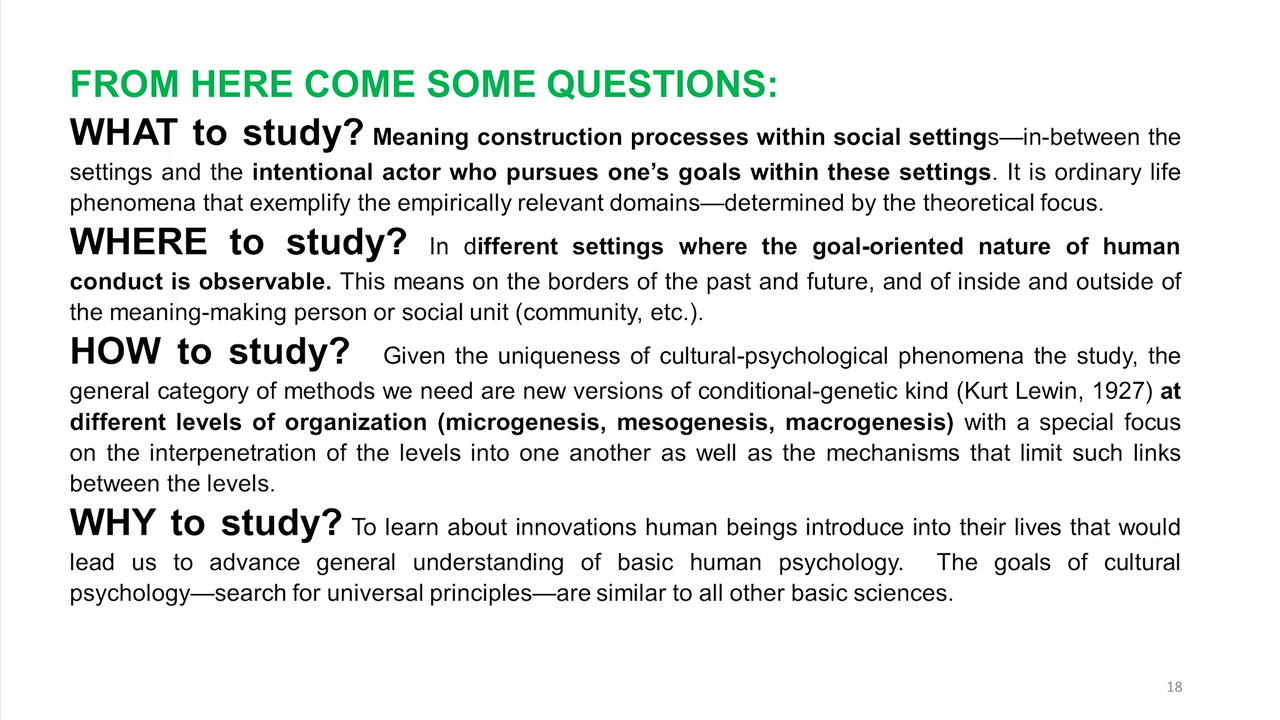 FROM HERE COME SOME QUESTIONS:
WHAT to study? Meaning construction processes within social settings—in-between the
settings and the intentional actor who pursues one’s goals within these settings. It is ordinary life
phenomena that exemplify the empirically relevant domains—determined by the theoretical focus.
WHERE to study? In different settings where the goal-oriented nature of human
conduct is observable. This means on the borders of the past and future, and of inside and outside of
the meaning-making person or social unit (community, etc.).
HOW to study? Given the uniqueness of cultural-psychological phenomena the study, the
general category of methods we need are new versions of conditional-genetic kind (Kurt Lewin, 1927) at
different levels of organization (microgenesis, mesogenesis, macrogenesis) with a special focus
on the interpenetration of the levels into one another as well as the mechanisms that limit such links
between the levels.
WHY to study? To learn about innovations human beings introduce into their lives that would
lead us to advance general understanding of basic human psychology. The goals of cultural
psychology—search for universal principles—are similar to all other basic sciences.
18